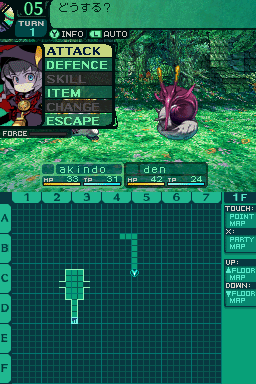 05
どうする?
TURN
1
Y INFO L AUTO
ATTACK
DEFENCE
SKILL
ITEM
CHANGE
ESCAPE
FORCE
akindo den
HP 33 TP 31 HP 42 TP 24
1 2 3 4 5 6 7 1F
A
B
C
D
E
F
TOUCH:
POINT
MAP
X:
PARTY
MAP
UP:
▲FLOOR
MAP
DOWN:
▼FLOOR
MAP